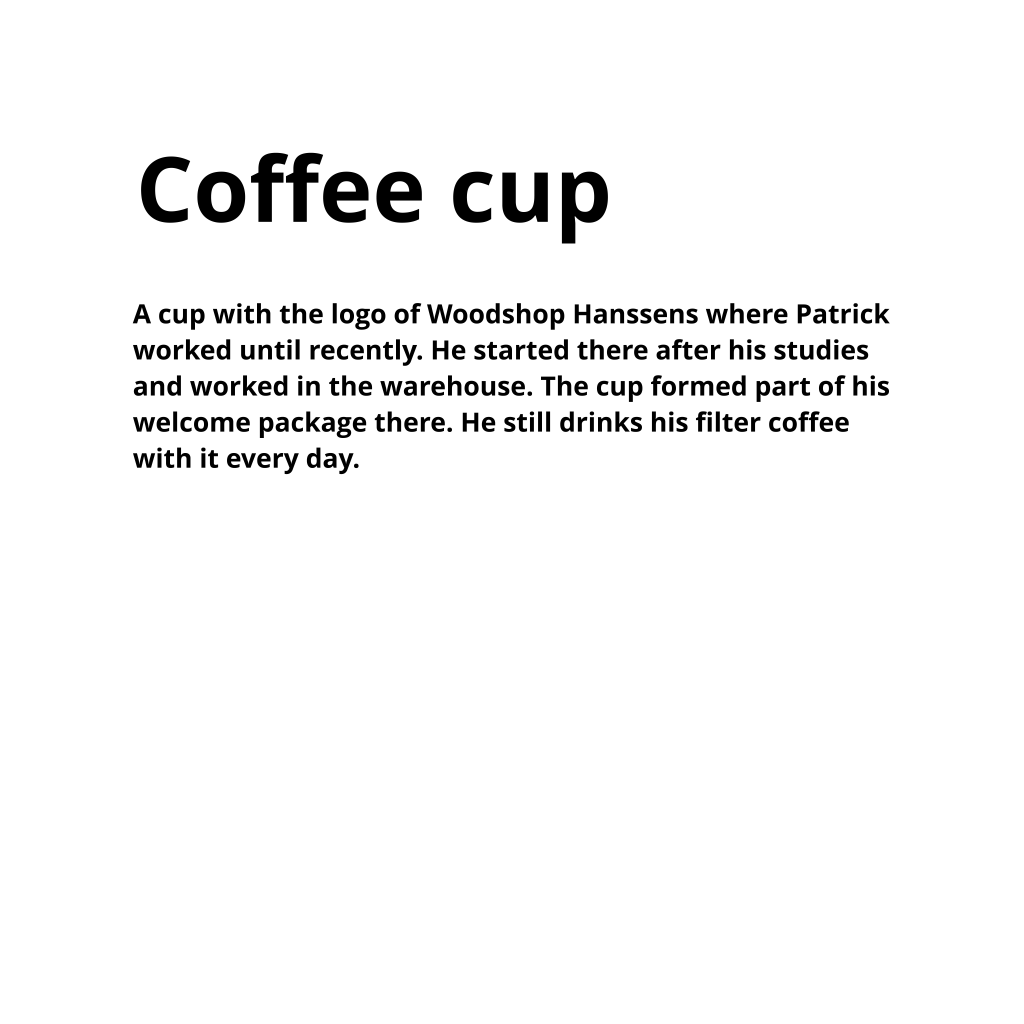 Coffee cup
A cup with the logo of Woodshop Hanssens where Patrick
worked until recently. He started there after his studies
and worked in the warehouse. The cup formed part of his
welcome package there. He still drinks his filter coffee
with it every day.